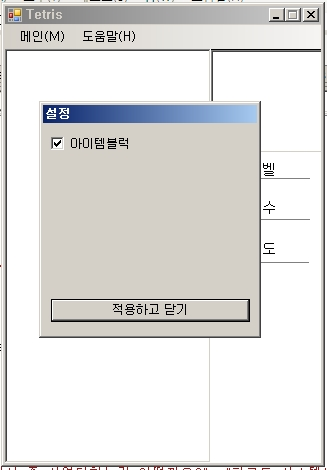 Tetris
메인(M) 도움말(H)
설정
아이템블럭
벨
수
도
적용하고 닫기